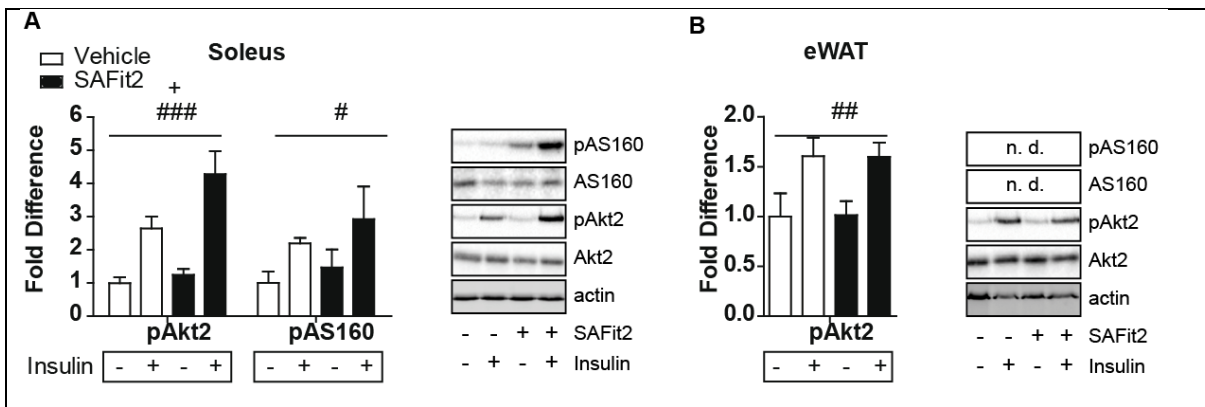 A
Vehicle
SAFit2
Soleus
+
###
#
6
5
4
3
2
1
0
Fold Difference
pAkt2
pAS160
Insulin
- + - +
- + - +
pAS160
AS160
pAkt2
Akt2
actin
- - + + SAFit2
- + - + Insulin
B
eWAT
##
2.0
1.5
1.0
0.5
0.0
Fold Difference
pAkt2
- + - +
n. d. pAS160
n. d. AS160
pAkt2
Akt2
actin
- - + + SAFit2
- + - + Insulin